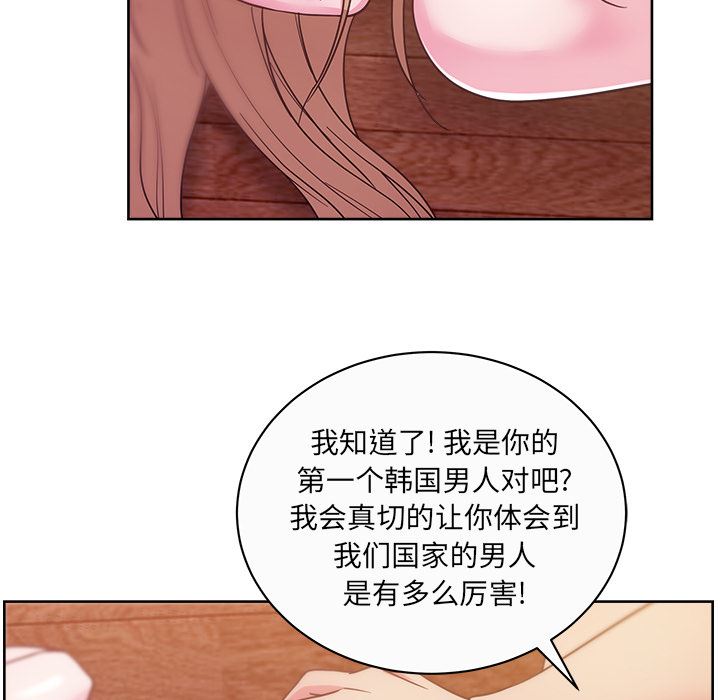 我知道了! 我是你的
第一个韩国男人对吧?
我会真切的让你体会到
我们国家的男人
是有多么厉害!